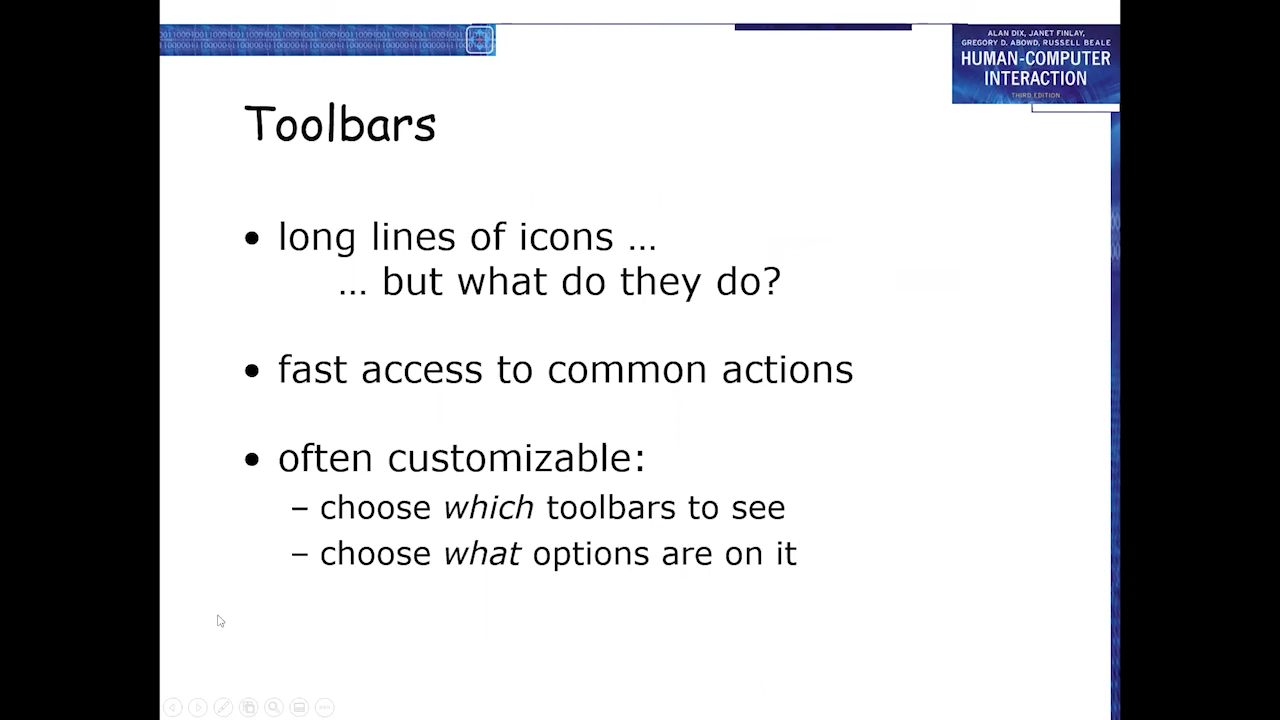 ALAN DIX, JANET FINLAY,
GREGORY D. ABOWD, RUSSELL BEALE
HUMAN-COMPUTER
INTERACTION
THIRD EDITION
Toolbars
• long lines of icons …
… but what do they do?
• fast access to common actions
• often customizable:
– choose which toolbars to see
– choose what options are on it